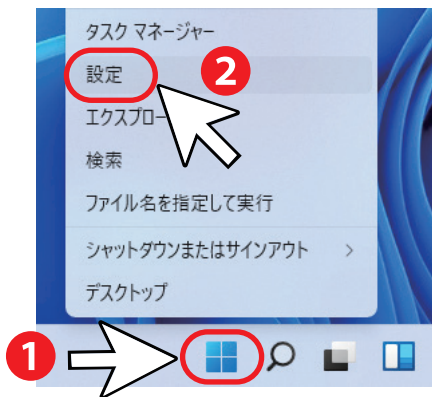 タスク マネージャー
設定
2
エクスプロー
検索
ファイル名を指定して実行
シャットダウンまたはサインアウト
デスクトップ
1